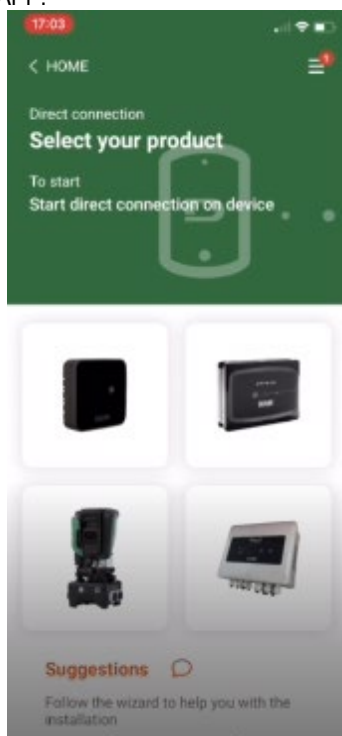 17:03
< HOME
1
Direct connection
Select your product
To start
Start direct connection on device
Suggestions
Follow the wizard to help you with the
installation